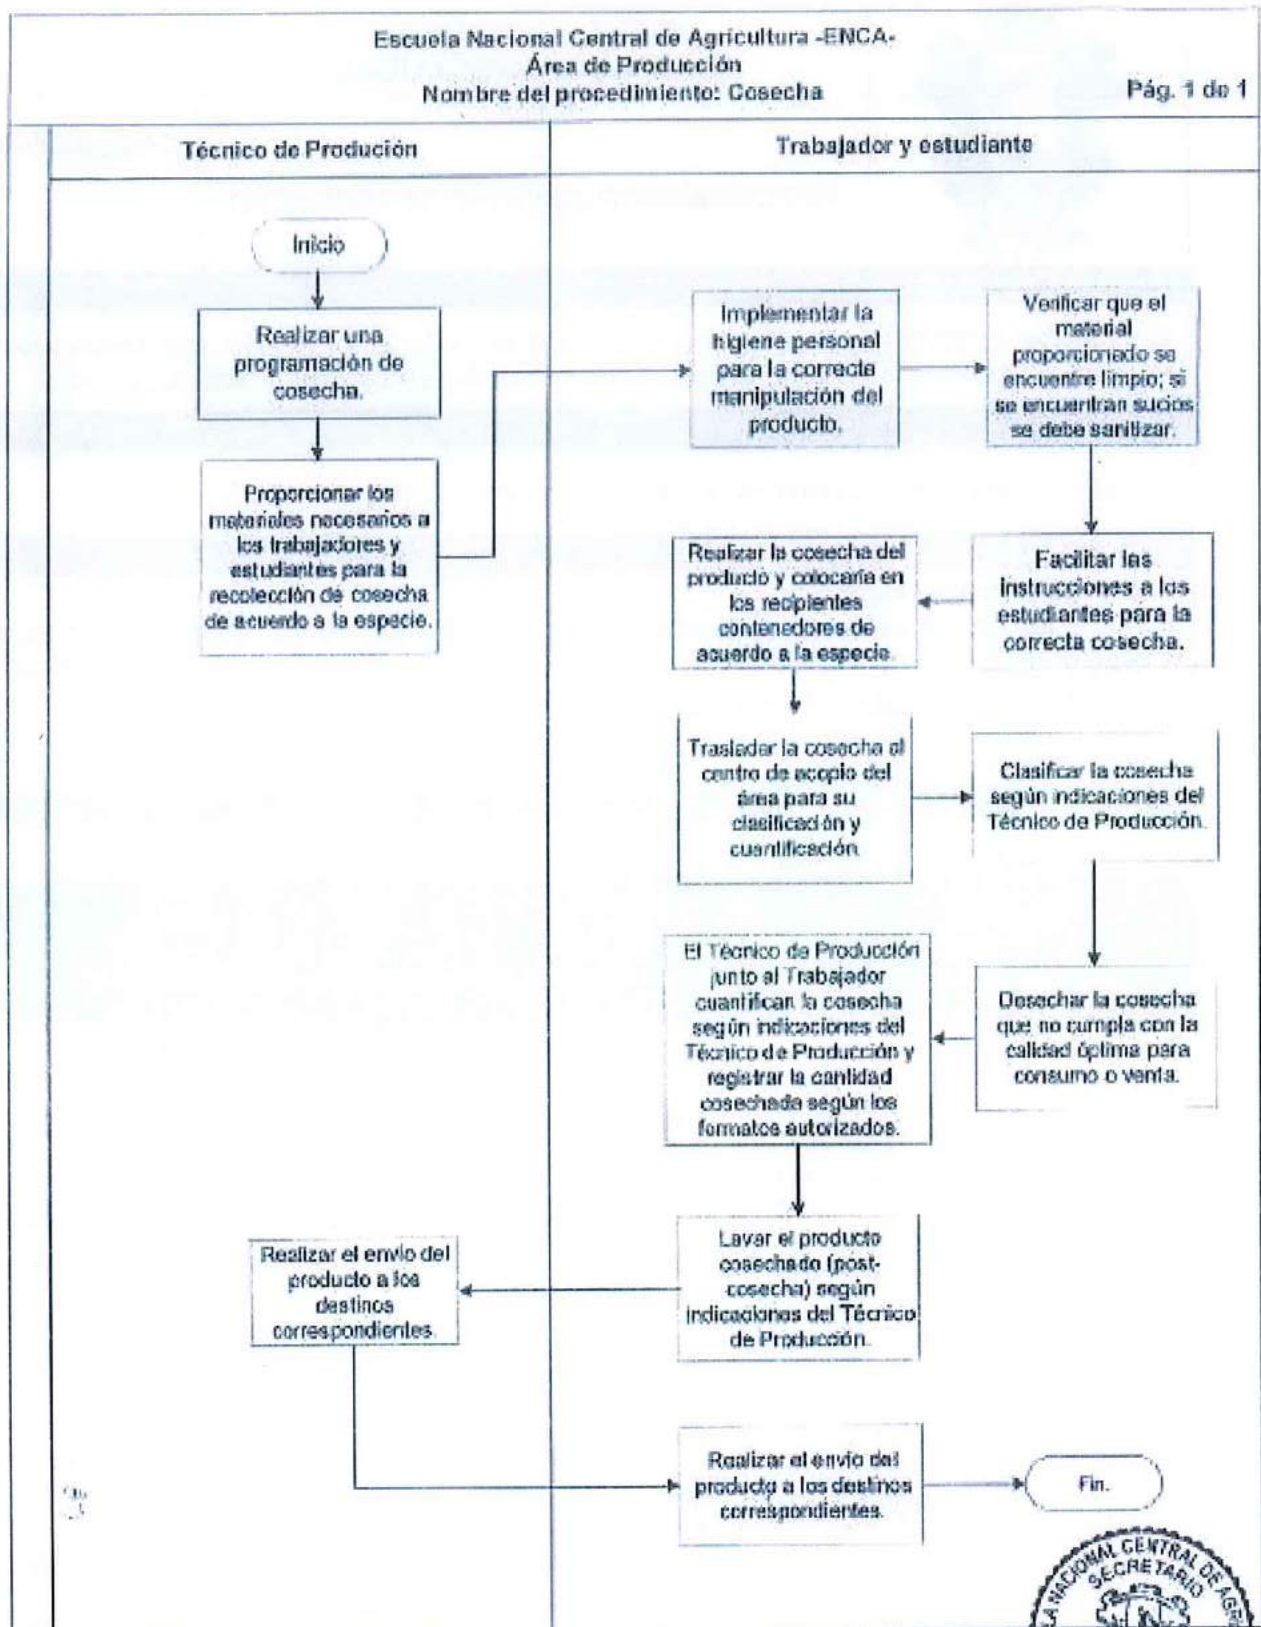 Escuela Nacional Central de Agricultura -ENCA-
Área de Producción
Nombre del procedimiento: Cosecha
Pág. 1 de 1
Técnico de Produción
Trabajador y estudiante
Inicio
Realizar una
programación de
cosecha.
Proporcionar los
materiales necesarios a
los trabajadores y
estudiantes para la
recolección de cosecha
de acuerdo a la especie.
Implementar la
higiene personal
para la correcta
manipulación del
producto.
Verificar que el
material
proporcionado se
encuentre limpio; si
se encuentran sucios
se debe sanitizar.
Facilitar las
instrucciones a los
estudiantes para la
correcta cosecha.
Realizar la cosecha del
producto y colocarla en
los recipientes
contenedores de
acuerdo a la especie.
Trasladar la cosecha al
centro de acopio del
área para su
clasificación y
cuantificación.
Clasificar la cosecha
según indicaciones del
Técnico de Producción.
Desechar la cosecha
que no cumpla con la
calidad óptima para
consumo o venta.
El Técnico de Producción
junto al Trabajador
cuantifican la cosecha
según indicaciones del
Técnico de Producción y
registrar la cantidad
cosechada según los
formatos autorizados.
Lavar el producto
cosechado (post-
cosecha) según
indicaciones del Técnico
de Producción.
Realizar el envío del
producto a los
destinos
correspondientes.
Realizar el envío del
producto a los destinos
correspondientes.
Fin.
LA NACIONAL CENTRAL DE AGRI
SECRETARIO